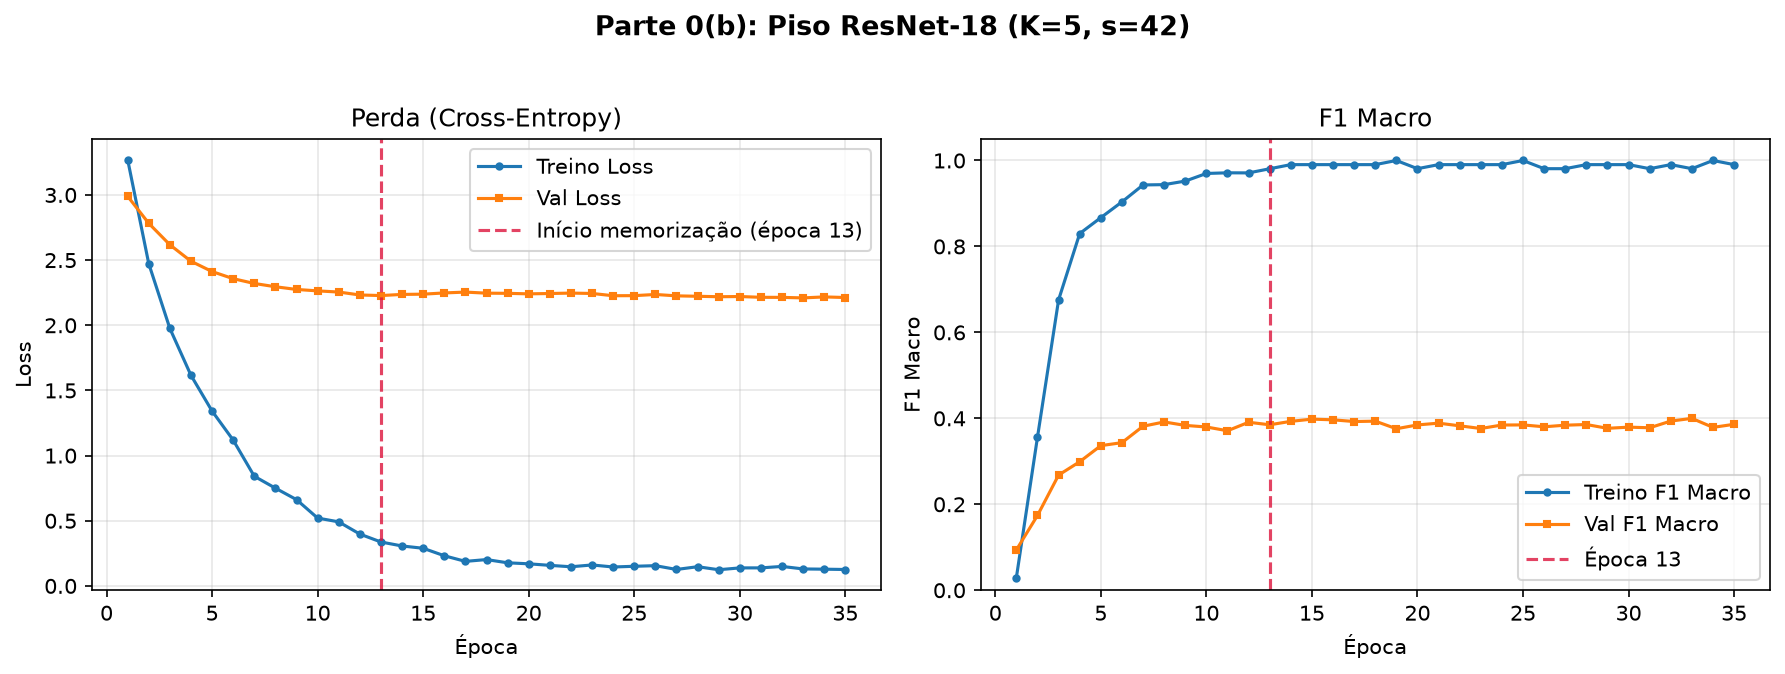 Parte 0(b): Piso ResNet-18 (K=5, s=42)
Perda (Cross-Entropy)
Treino Loss
Val Loss
Início memorização (época 13)
Loss
3.0
2.5
2.0
1.5
1.0
0.5
0.0
0 5 10 15 20 25 30 35
Época
F1 Macro
F1 Macro
1.0
0.8
0.6
0.4
0.2
0.0
Treino F1 Macro
Val F1 Macro
Época 13
0 5 10 15 20 25 30 35
Época